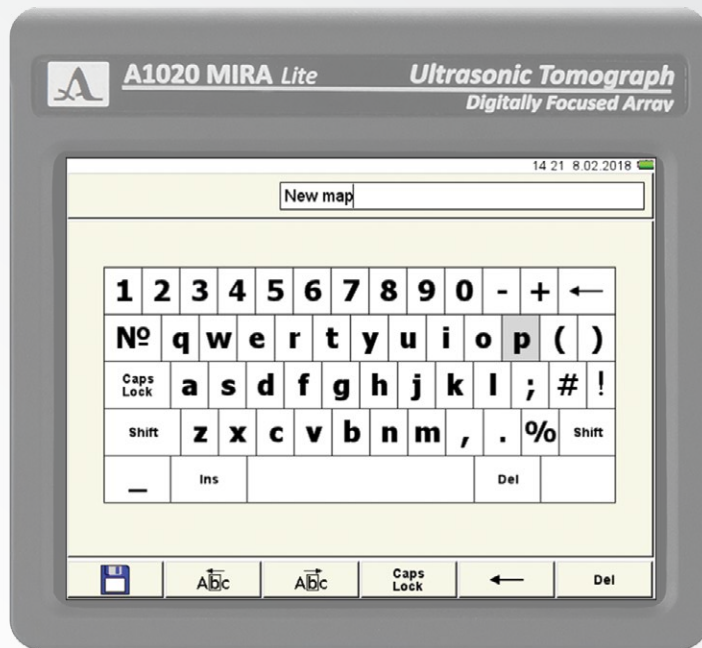 A1020 MIRA Lite
Ultrasonic Tomograph
Digitally Focused Array
14 21 8.02.2018
New map
1 2 3 4 5 6 7 8 9 0 - + ←
№ q w e r t y u i o p ( )
Caps Lock a s d f g h j k l ; # !
Shift z x c v b n m , . % Shift
_ Ins Del
Abc Abc Caps Lock ← Del